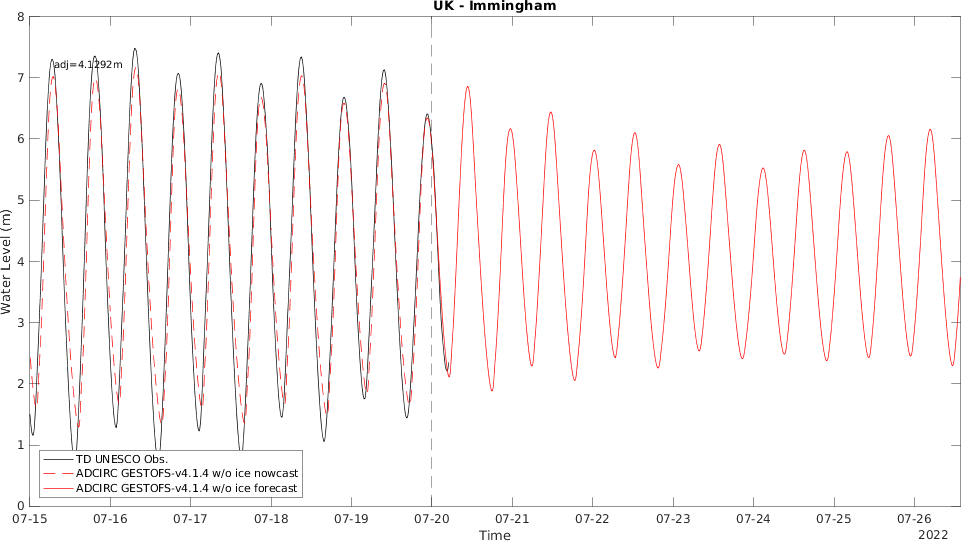 UK - Immingham
adj=4.1292m
Water Level (m)
8
7
6
5
4
3
2
1
0
TD UNESCO Obs.
ADCIRC GESTOFS-v4.1.4 w/o ice nowcast
ADCIRC GESTOFS-v4.1.4 w/o ice forecast
07-15 07-16 07-17 07-18 07-19 07-20 07-21 07-22 07-23 07-24 07-25 07-26
Time
2022